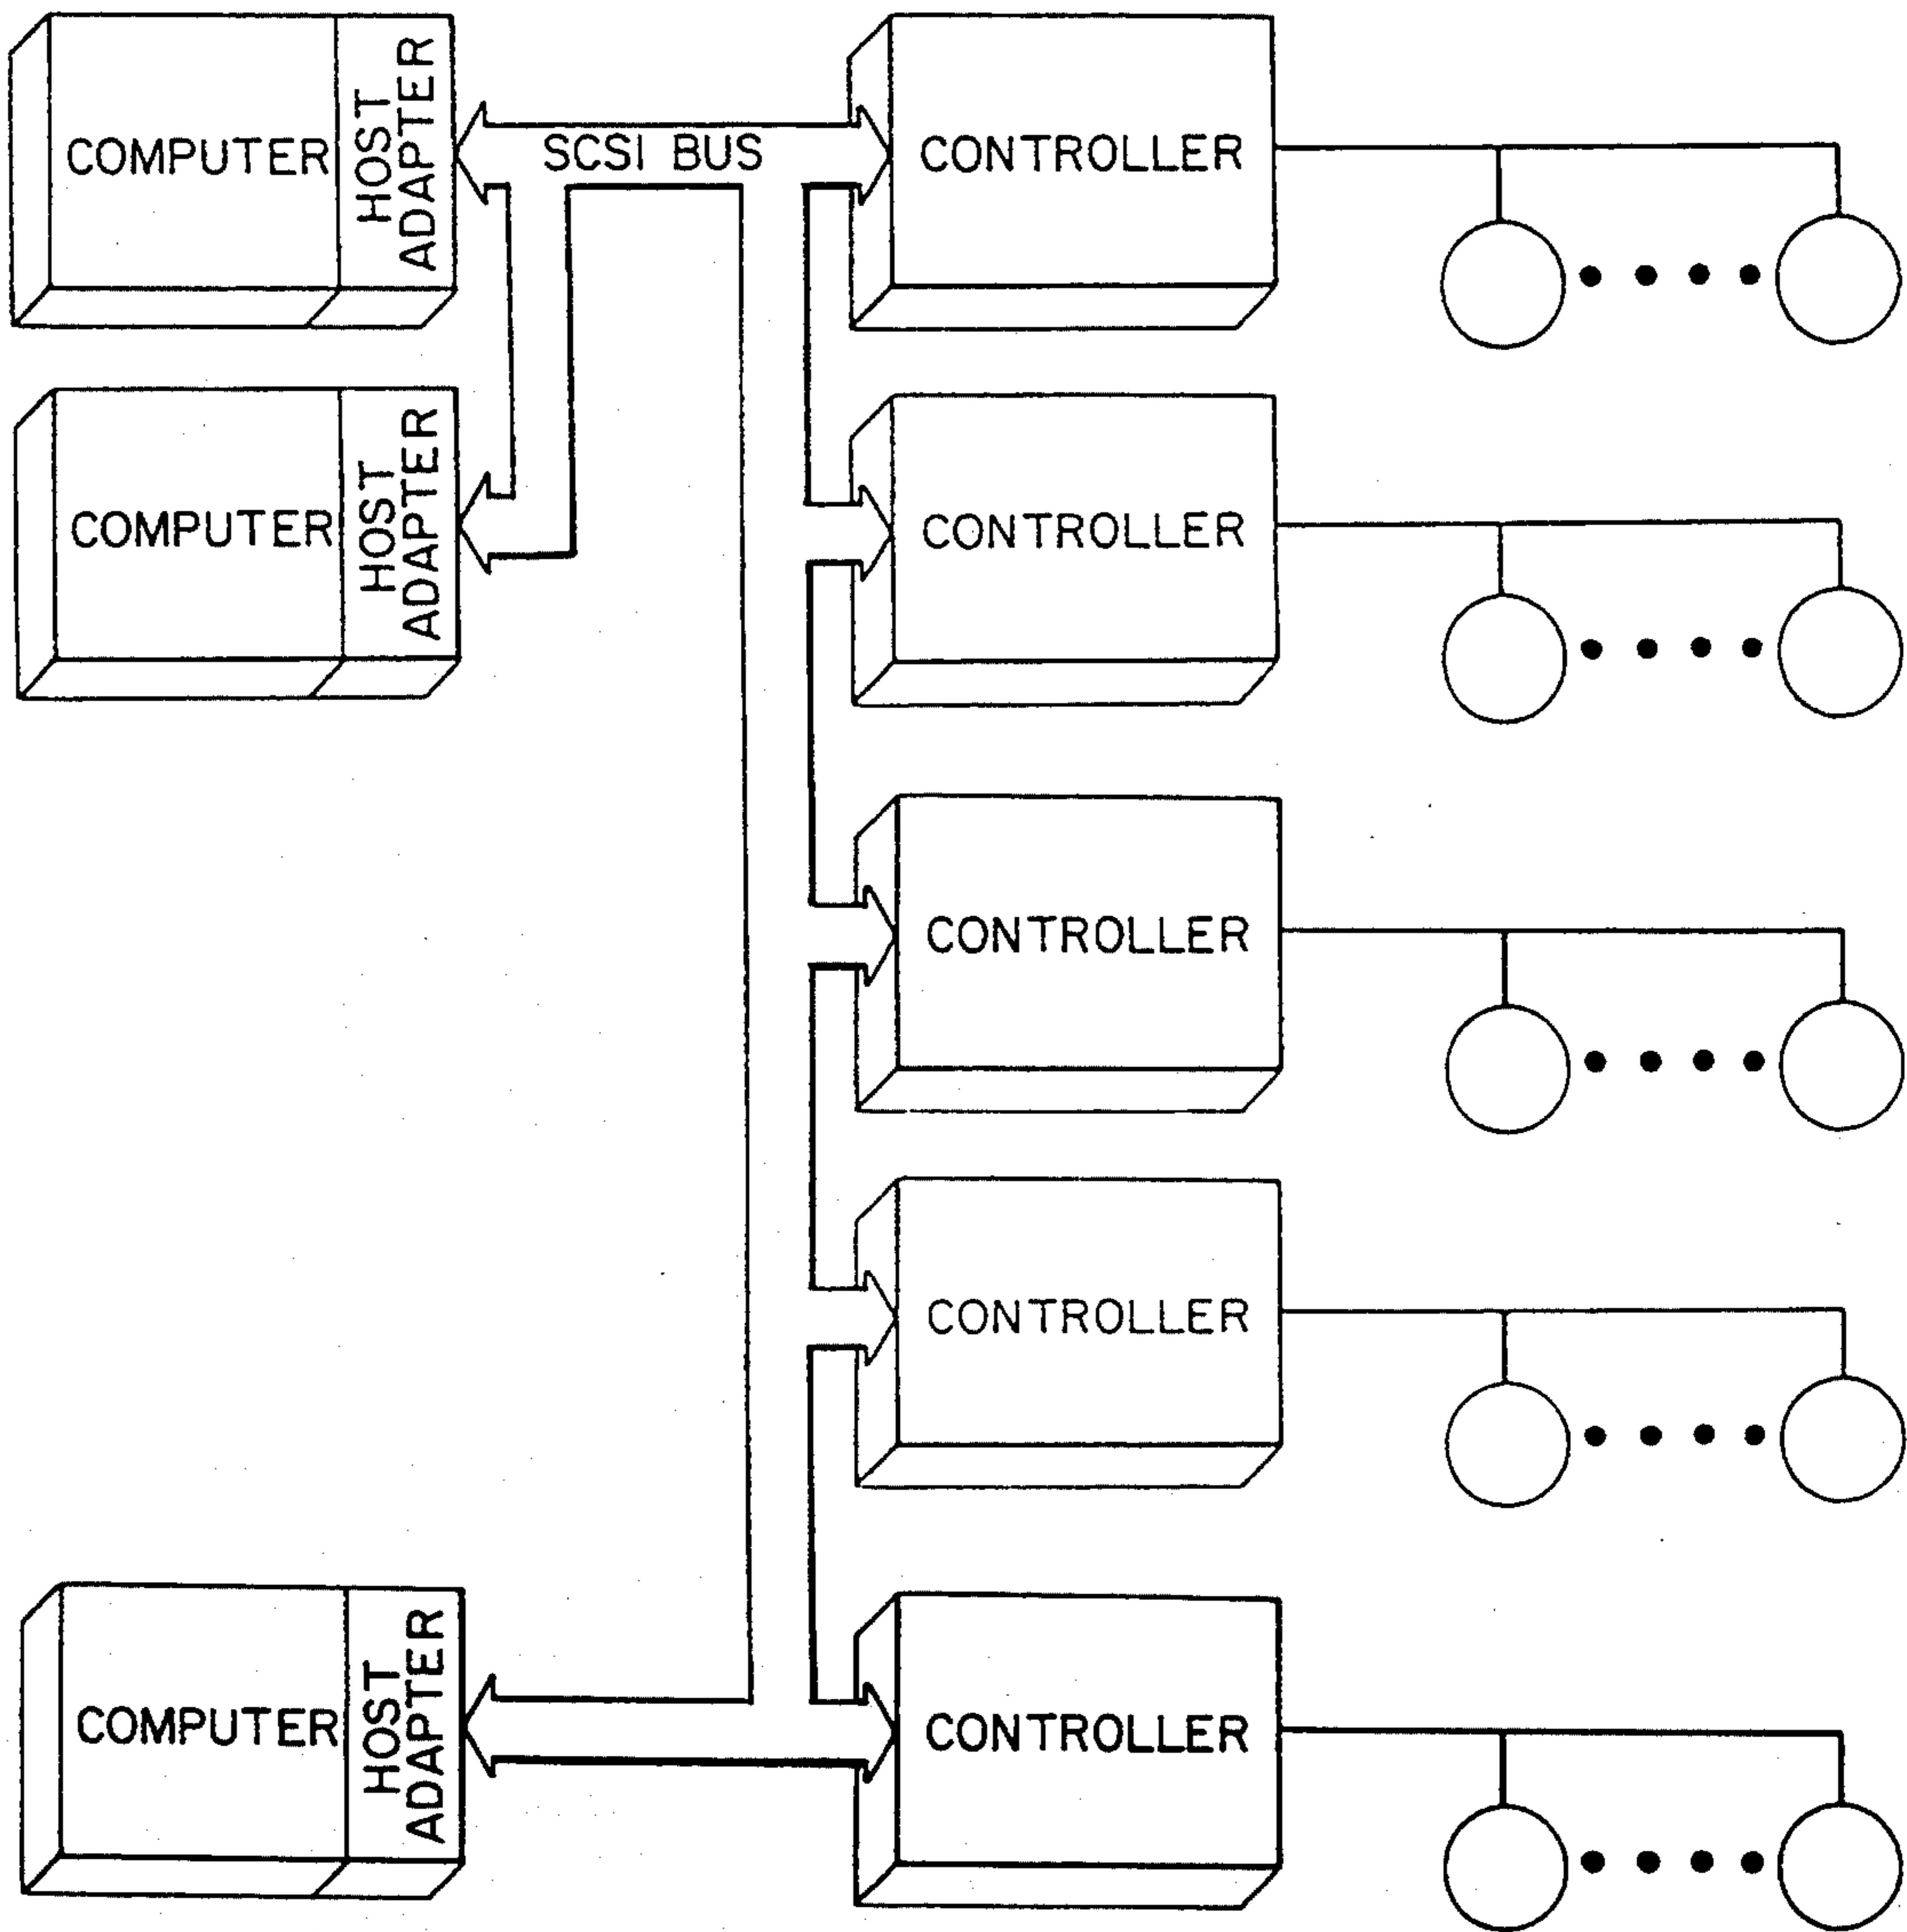 COMPUTER
HOST
ADAPTER
SCSI BUS
CONTROLLER
COMPUTER
HOST
ADAPTER
CONTROLLER
CONTROLLER
CONTROLLER
COMPUTER
HOST
ADAPTER
CONTROLLER